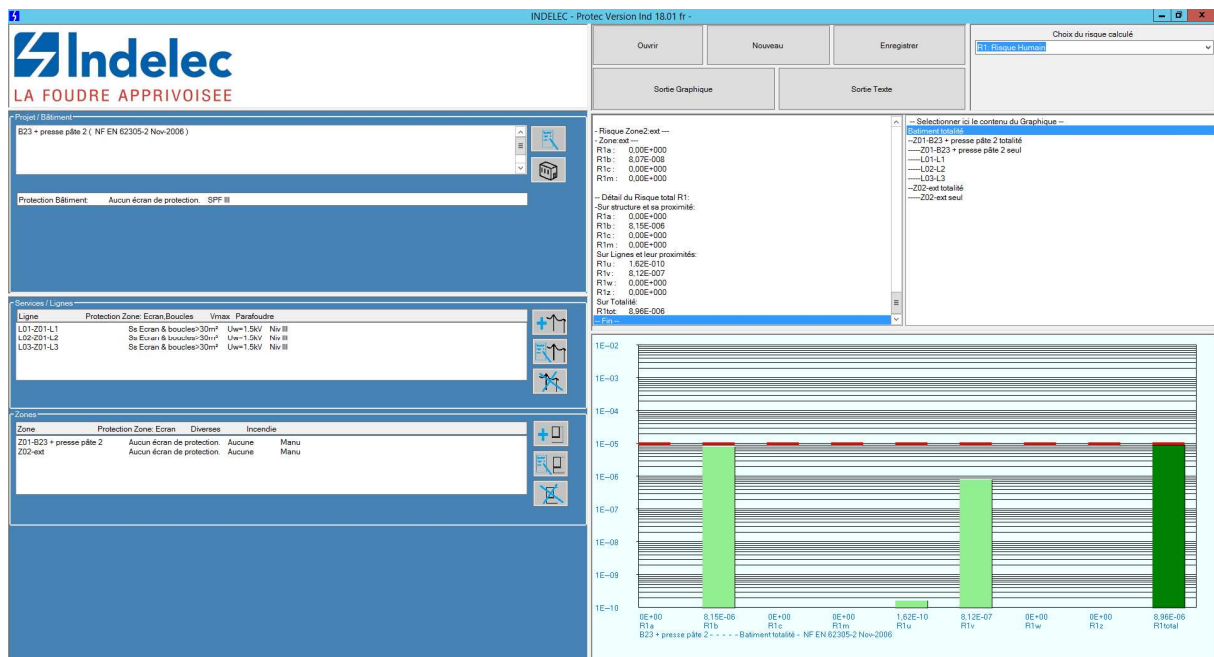 INDELEC - Protec Version Ind 18.01 fr -
Indelec
LA FOUDRE APPRIVOISEE
Ouvrir
Nouveau
Enregistrer
Choix du risque calculé
R1: Risque Humain
Sortie Graphique
Sortie Texte
Projet / Bâtiment
B23 + presse pâte 2 ( NF EN 62305-2 Nov-2006 )
Protection Bâtiment: Aucun écran de protection. SPF III
Services / Lignes
Ligne Protection Zone: Ecran,Boucles Vmax Parafoudre
L01-Z01-L1 Ss Ecran & boucles>30m² Uw=1.5kV Niv III
L02-Z01-L2 Ss Ecran & boucles>30m² Uw=1.5kV Niv III
L03-Z01-L3 Ss Ecran & boucles>30m² Uw=1.5kV Niv III
Zones
Zone Protection Zone: Ecran Diverses Incendie
Z01-B23 + presse pâte 2 Aucun écran de protection. Aucune Manu
Z02-ext Aucun écran de protection. Aucune Manu
- Risque Zone2:ext ---
- Zone:ext ---
R1a : 0,00E+000
R1b : 8,07E-008
R1c : 0,00E+000
R1m : 0,00E+000
-- Détail du Risque total R1:
-Sur structure et sa proximité:
R1a : 0,00E+000
R1b : 8,15E-006
R1c : 0,00E+000
R1m : 0,00E+000
Sur Lignes et leur proximités:
R1u : 1,62E-010
R1v : 8,12E-007
R1w : 0,00E+000
R1z : 0,00E+000
Sur Totalité:
R1tot: 8,96E-006
-- Fin --
-- Selectionner ici le contenu du Graphique --
Batiment totalité
--Z01-B23 + presse pâte 2 totalité
-----Z01-B23 + presse pâte 2 seul
-----L01-L1
-----L02-L2
-----L03-L3
--Z02-ext totalité
-----Z02-ext seul
1E-02
1E-03
1E-04
1E-05
1E-06
1E-07
1E-08
1E-09
1E-10
0E+00 8,15E-06 0E+00 0E+00 1,62E-10 8,12E-07 0E+00 0E+00 8,96E-06
R1a R1b R1c R1m R1u R1v R1w R1z R1total
B23 + presse pâte 2 - - - - - Batiment totalité - NF EN 62305-2 Nov-2006